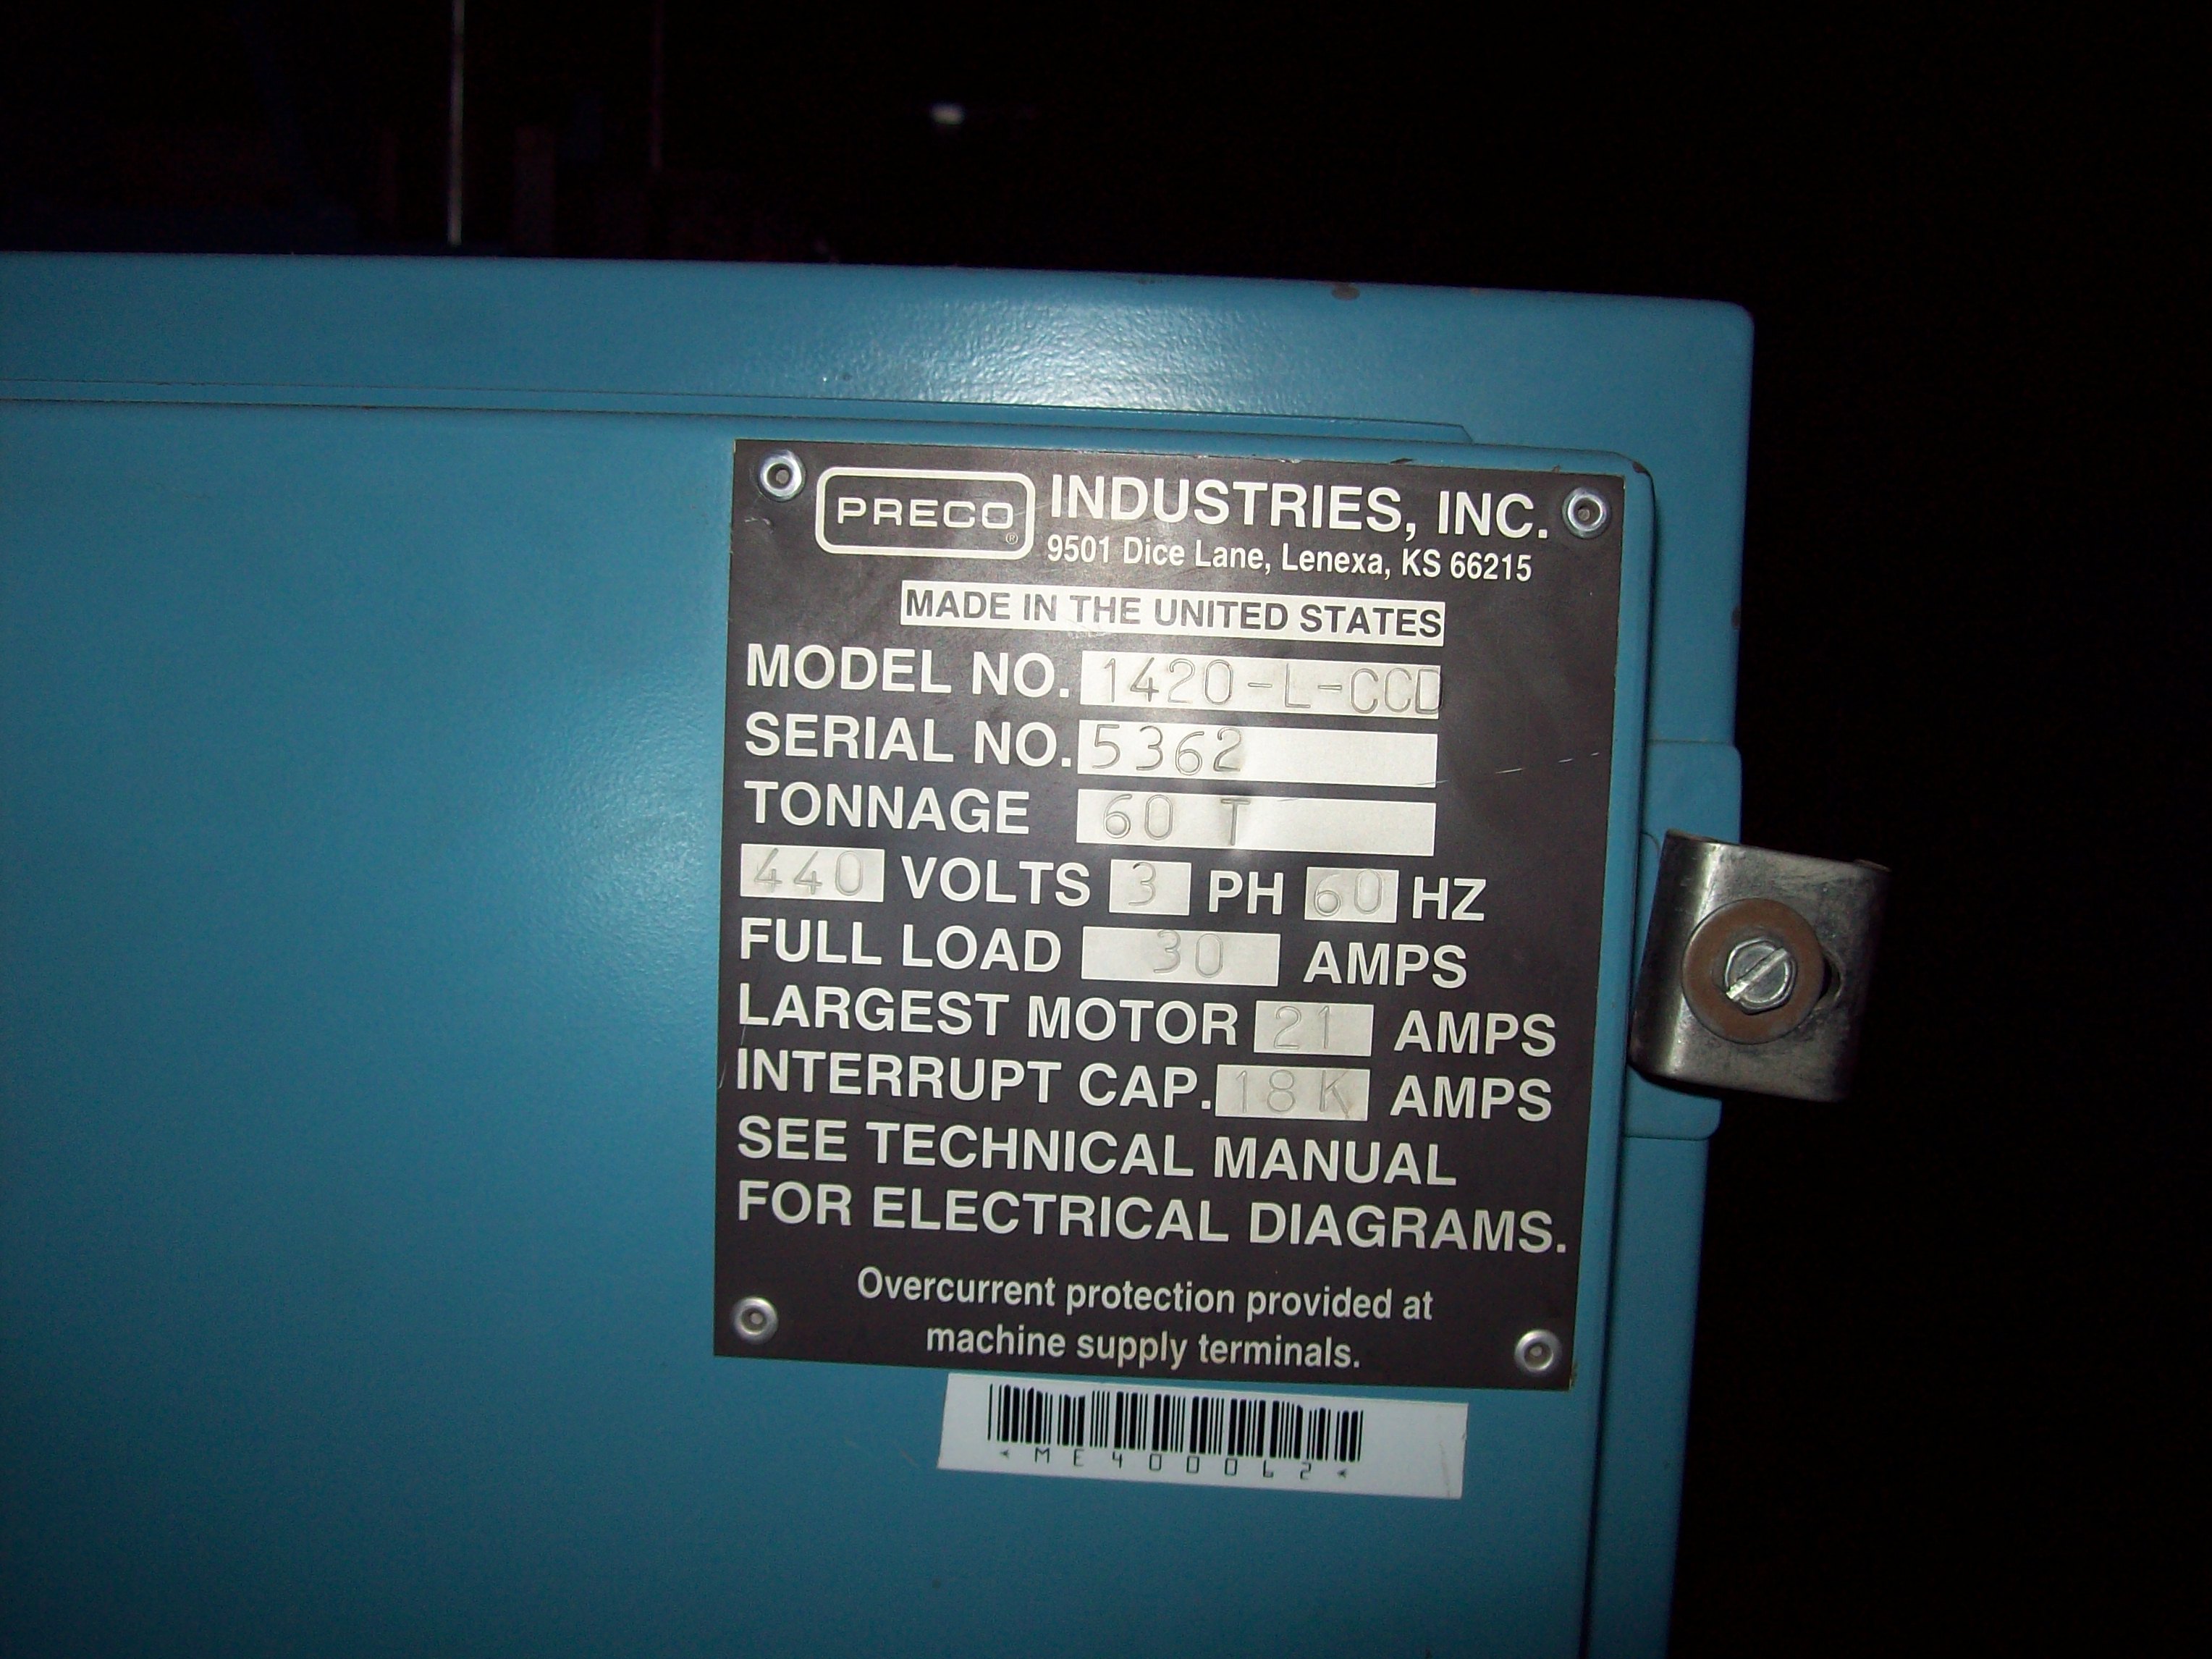 PRECO® INDUSTRIES, INC.
9501 Dice Lane, Lenexa, KS 66215
MADE IN THE UNITED STATES
MODEL NO. 1420-L-CCD
SERIAL NO. 5362
TONNAGE 60 T
440 VOLTS 3 PH 60 HZ
FULL LOAD 30 AMPS
LARGEST MOTOR 21 AMPS
INTERRUPT CAP. 18K AMPS
SEE TECHNICAL MANUAL
FOR ELECTRICAL DIAGRAMS.
Overcurrent protection provided at
machine supply terminals.
*ME400062*